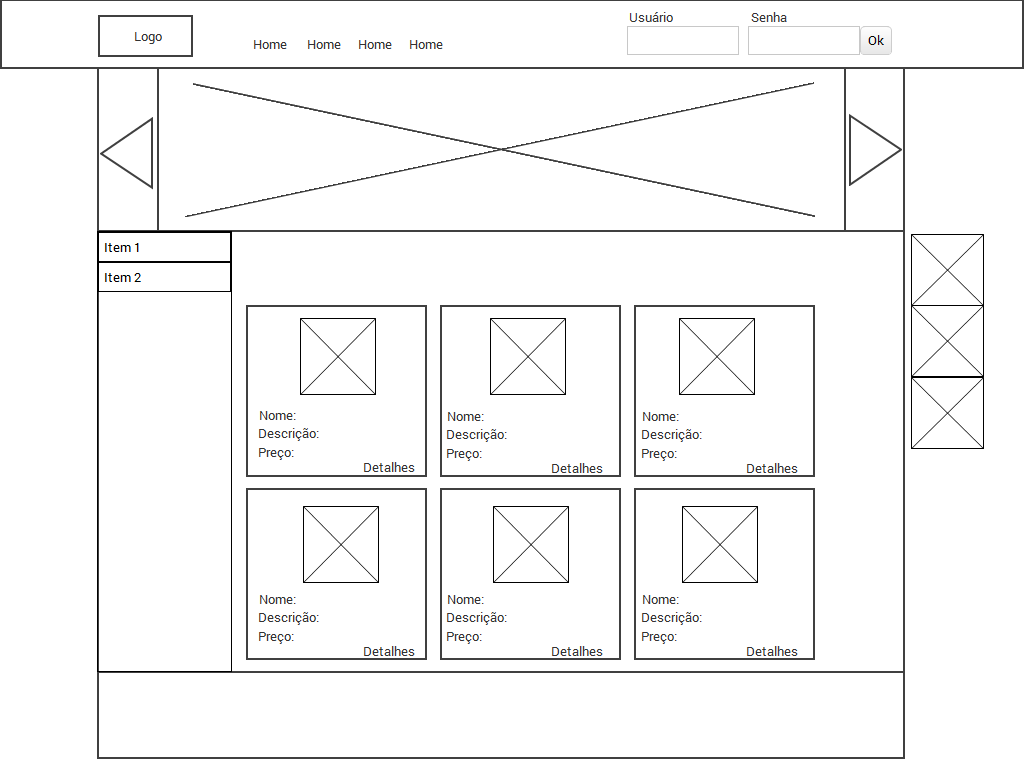 Usuário Senha
Logo
Home Home Home Home
Ok
Item 1
Item 2
Nome:
Descrição:
Preço:
Detalhes
Nome:
Descrição:
Preço:
Detalhes
Nome:
Descrição:
Preço:
Detalhes
Nome:
Descrição:
Preço:
Detalhes
Nome:
Descrição:
Preço:
Detalhes
Nome:
Descrição:
Preço:
Detalhes